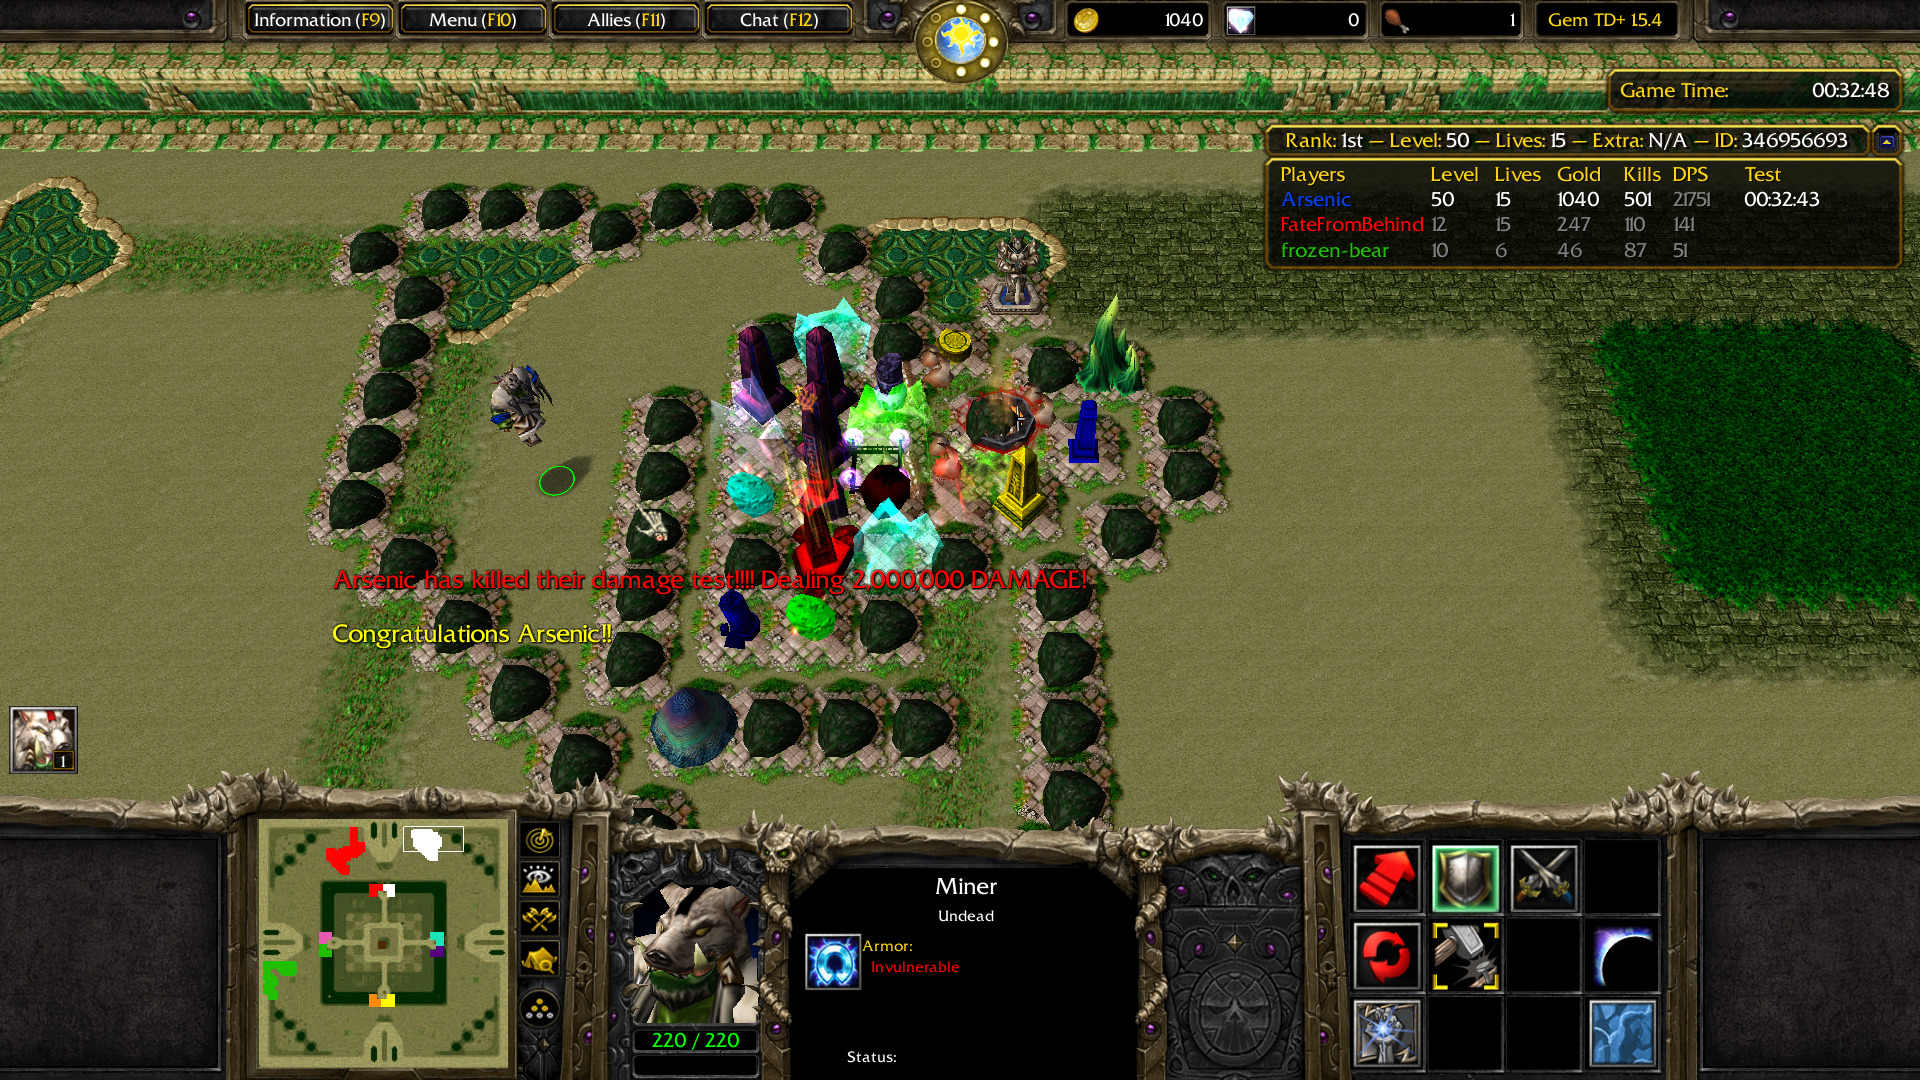 Information (F9) Menu (F10) Allies (F11) Chat (F12) 1040 0 1 Gem TD+ 15.4
Game Time: 00:32:48
Rank: 1st – Level: 50 – Lives: 15 – Extra: N/A – ID: 346956693
Players Level Lives Gold Kills DPS Test
Arsenic 50 15 1040 501 21751 00:32:43
FateFromBehind 12 15 247 110 141
frozen-bear 10 6 46 87 51
Arsenic has killed their damage test!!!! Dealing 2,000,000 DAMAGE!
Congratulations Arsenic!!
1
Miner
Undead
Armor:
Invulnerable
220 / 220
Status: